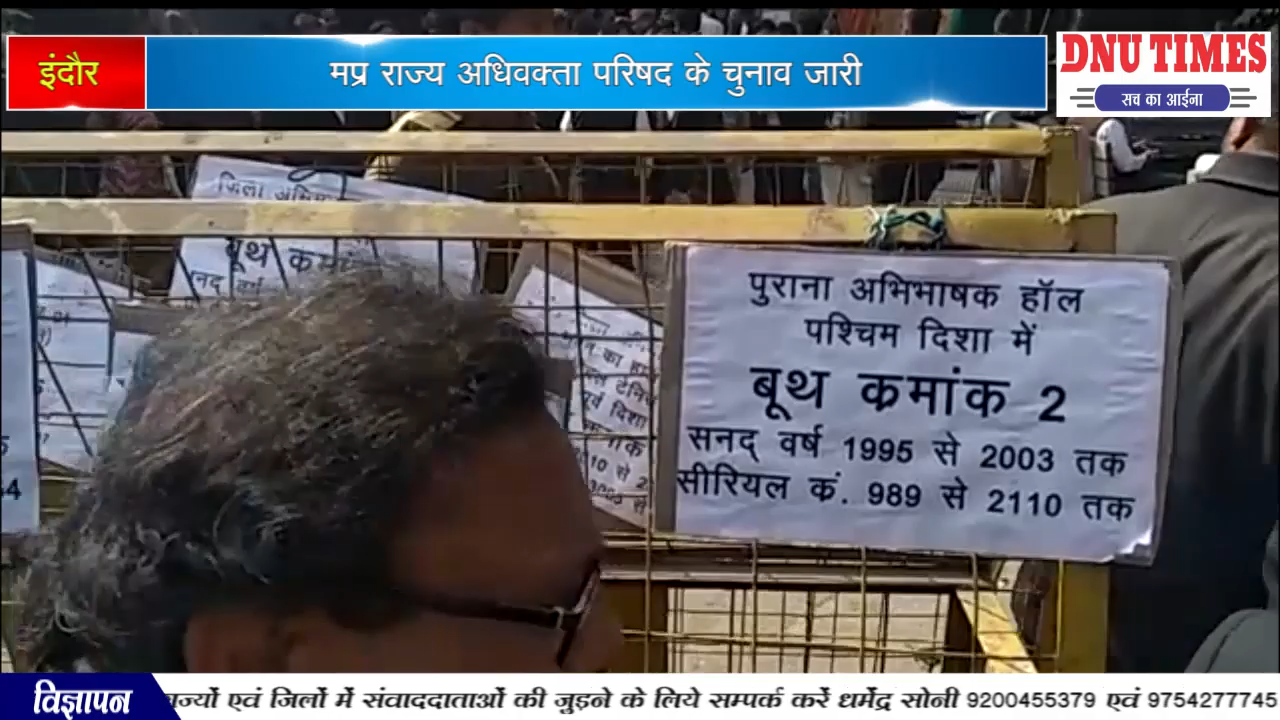 इंदौर
मप्र राज्य अधिवक्ता परिषद के चुनाव जारी
DNU TIMES
सच का आईना
जिला
बूथ
पुराना अभिभाषक हॉल
पश्चिम दिशा में
बूथ कमांक 2
सनद् वर्ष 1995 से 2003 तक
सीरियल कं. 989 से 2110 तक
का
दिशा
10 से
विज्ञापन
एवं जिलों में संवाददाताओं की जुड़ने के लिये सम्पर्क करें धर्मेंद्र सोनी 9200455379 एवं 9754277745